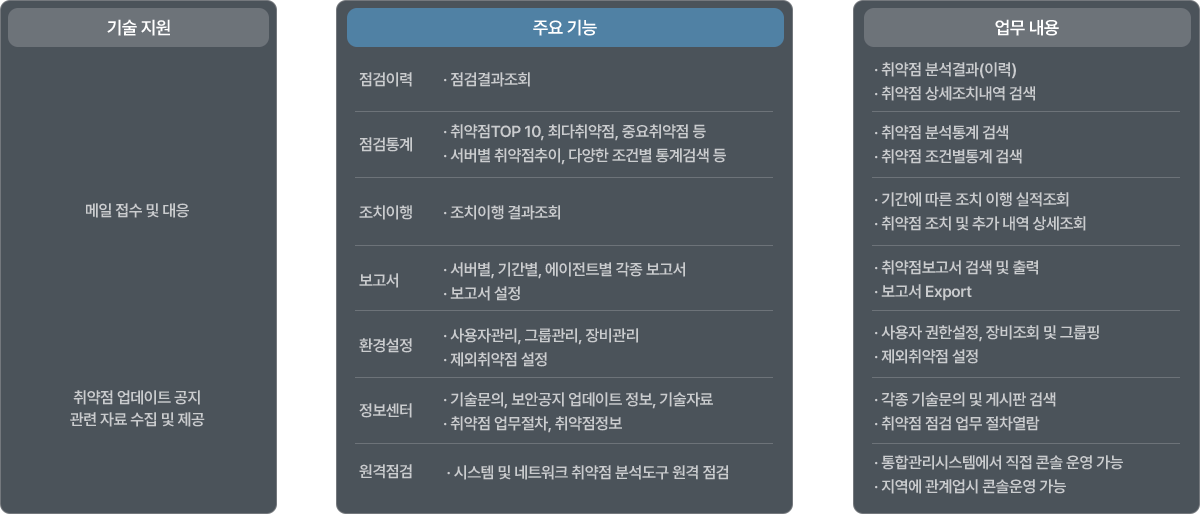 기술 지원
메일 접수 및 대응
취약점 업데이트 공지
관련 자료 수집 및 제공
주요 기능
점검이력
· 점검결과조회
점검통계
· 취약점TOP 10, 최다취약점, 중요취약점 등
· 서버별 취약점추이, 다양한 조건별 통계검색 등
조치이행
· 조치이행 결과조회
보고서
· 서버별, 기간별, 에이전트별 각종 보고서
· 보고서 설정
환경설정
· 사용자관리, 그룹관리, 장비관리
· 제외취약점 설정
정보센터
· 기술문의, 보안공지 업데이트 정보, 기술자료
· 취약점 업무절차, 취약점정보
원격점검
· 시스템 및 네트워크 취약점 분석도구 원격 점검
업무 내용
· 취약점 분석결과(이력)
· 취약점 상세조치내역 검색
· 취약점 분석통계 검색
· 취약점 조건별통계 검색
· 기간에 따른 조치 이행 실적조회
· 취약점 조치 및 추가 내역 상세조회
· 취약점보고서 검색 및 출력
· 보고서 Export
· 사용자 권한설정, 장비조회 및 그룹핑
· 제외취약점 설정
· 각종 기술문의 및 게시판 검색
· 취약점 점검 업무 절차열람
· 통합관리시스템에서 직접 콘솔 운영 가능
· 지역에 관계업시 콘솔운영 가능